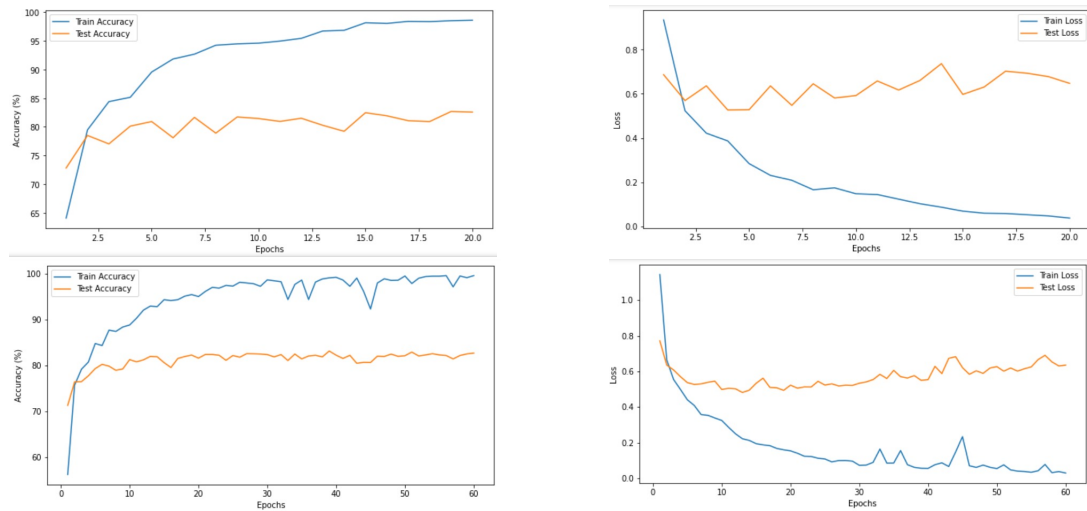 Train Accuracy
Test Accuracy
Accuracy (%)
100
95
90
85
80
75
70
65
2.5 5.0 7.5 10.0 12.5 15.0 17.5 20.0
Epochs
Train Loss
Test Loss
Loss
0.8
0.6
0.4
0.2
0.0
2.5 5.0 7.5 10.0 12.5 15.0 17.5 20.0
Epochs
Train Accuracy
Test Accuracy
Accuracy (%)
100
90
80
70
60
0 10 20 30 40 50 60
Epochs
Train Loss
Test Loss
Loss
1.0
0.8
0.6
0.4
0.2
0.0
0 10 20 30 40 50 60
Epochs